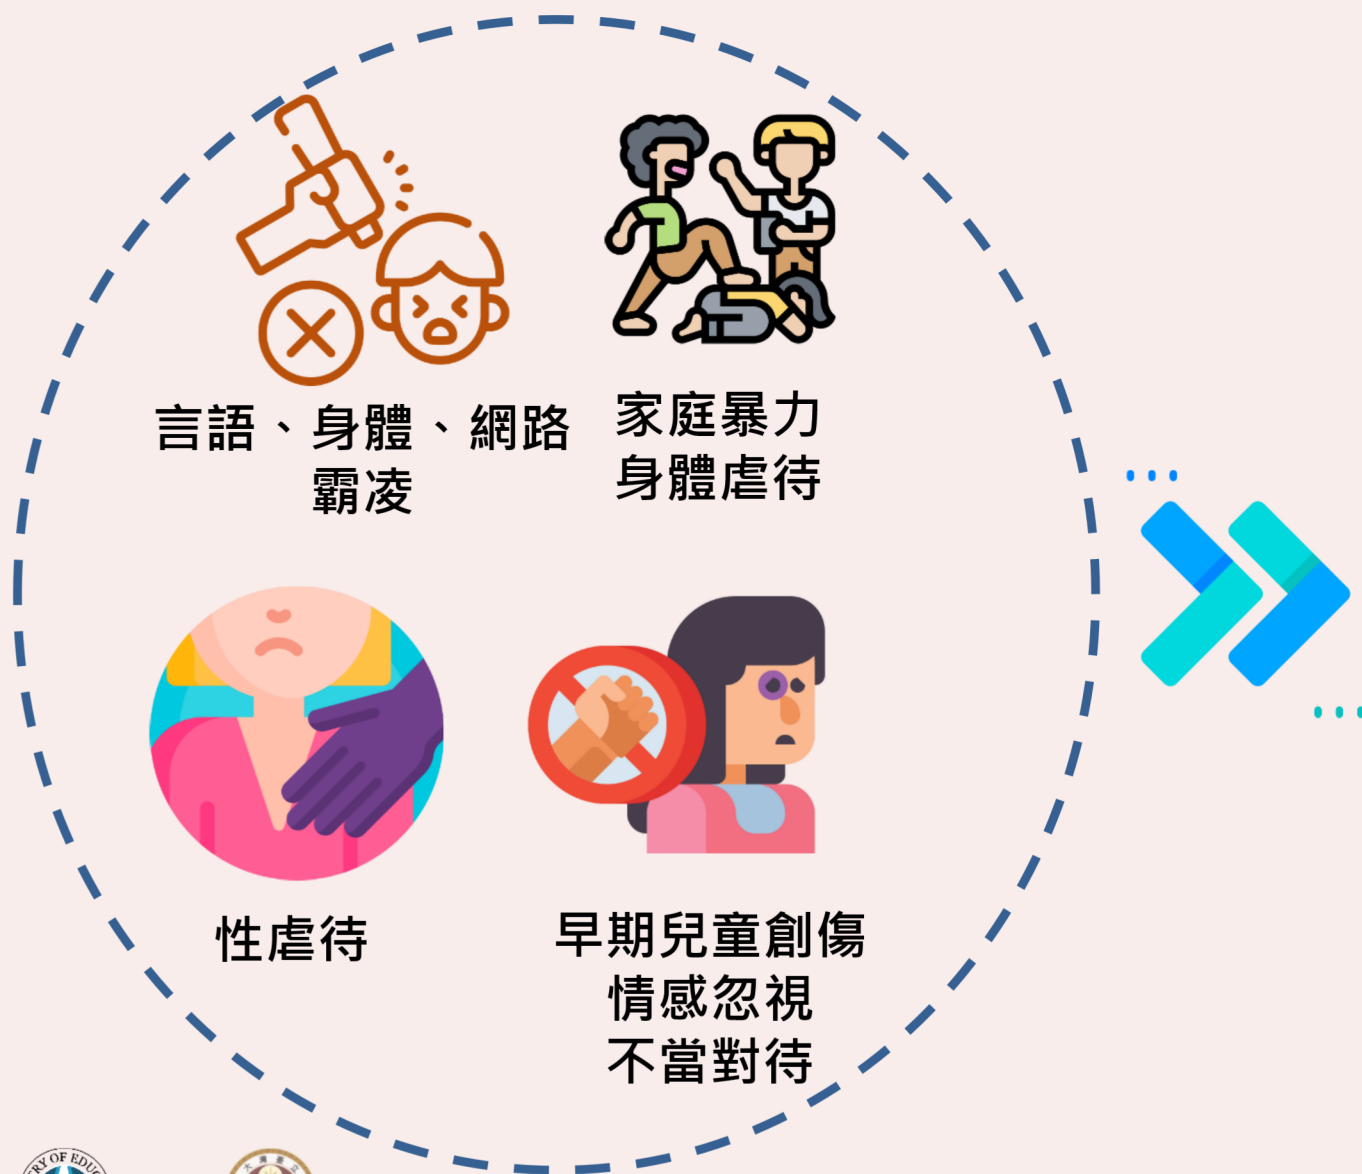 言語、身體、網路
霸凌
家庭暴力
身體虐待
性虐待
早期兒童創傷
情感忽視
不當對待